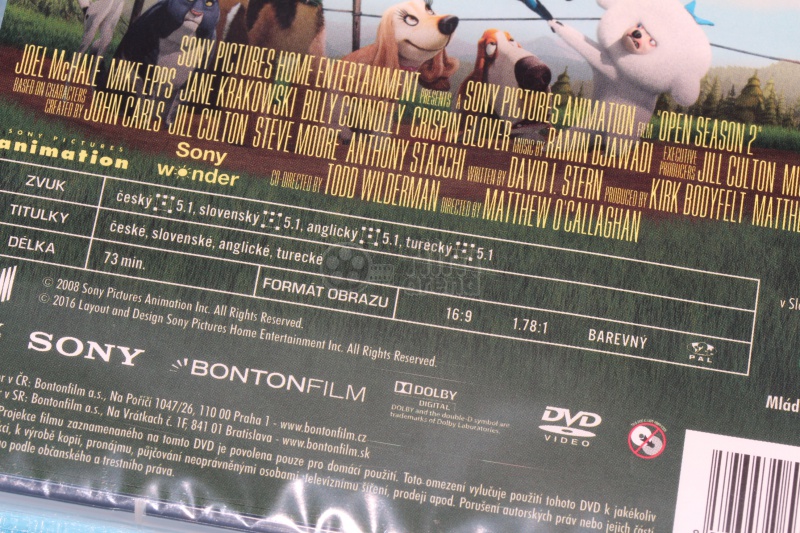 SONY PICTURES HOME ENTERTAINMENT PRESENTS A SONY PICTURES ANIMATION FILM "OPEN SEASON 2"
JOEL McHALE MIKE EPPS JANE KRAKOWSKI BILLY CONNOLLY CRISPIN GLOVER MUSIC BY RAMIN DJAWADI EXECUTIVE PRODUCERS JILL CULTON
BASED ON CHARACTERS CREATED BY JOHN CARLS JILL CULTON STEVE MOORE ANTHONY STACCHI WRITTEN BY DAVID I. STERN PRODUCED BY KIRK BODYFELT
CO DIRECTED BY TODD WILDERMAN DIRECTED BY MATTHEW O'CALLAGHAN
SONY PICTURES
animation
Sony
wonder
ZVUK český 5.1, slovenský 5.1, anglický 5.1, turecký 5.1
TITULKY české, slovenské, anglické, turecké
DÉLKA 73 min. FORMÁT OBRAZU 16:9 1.78:1 BAREVNÝ PAL
© 2008 Sony Pictures Animation Inc. All Rights Reserved.
© 2016 Layout and Design Sony Pictures Home Entertainment Inc. All Rights Reserved.
SONY BONTONFILM
DOLBY
DIGITAL
DOLBY and the double-D symbol are
trademarks of Dolby Laboratories.
DVD
VIDEO
v ČR: Bontonfilm a.s., Na Poříčí 1047/26, 110 00 Praha 1 - www.bontonfilm.cz
v SR: Bontonfilm a.s., Na Vrátkach č. 1F 841 01 Bratislava - www.bontonfilm.sk
Projekce filmu zaznamenaného na tomto DVD je povolena pouze pro domácí použití. Toto omezení vylučuje použití tohoto DVD k jakékoliv
k výrobě kopií, pronájmu, půjčování neoprávněnými osobami, televiznímu šíření, prodeji apod. Porušení autorských práv nebo jejich části
podle občanského a trestního práva.